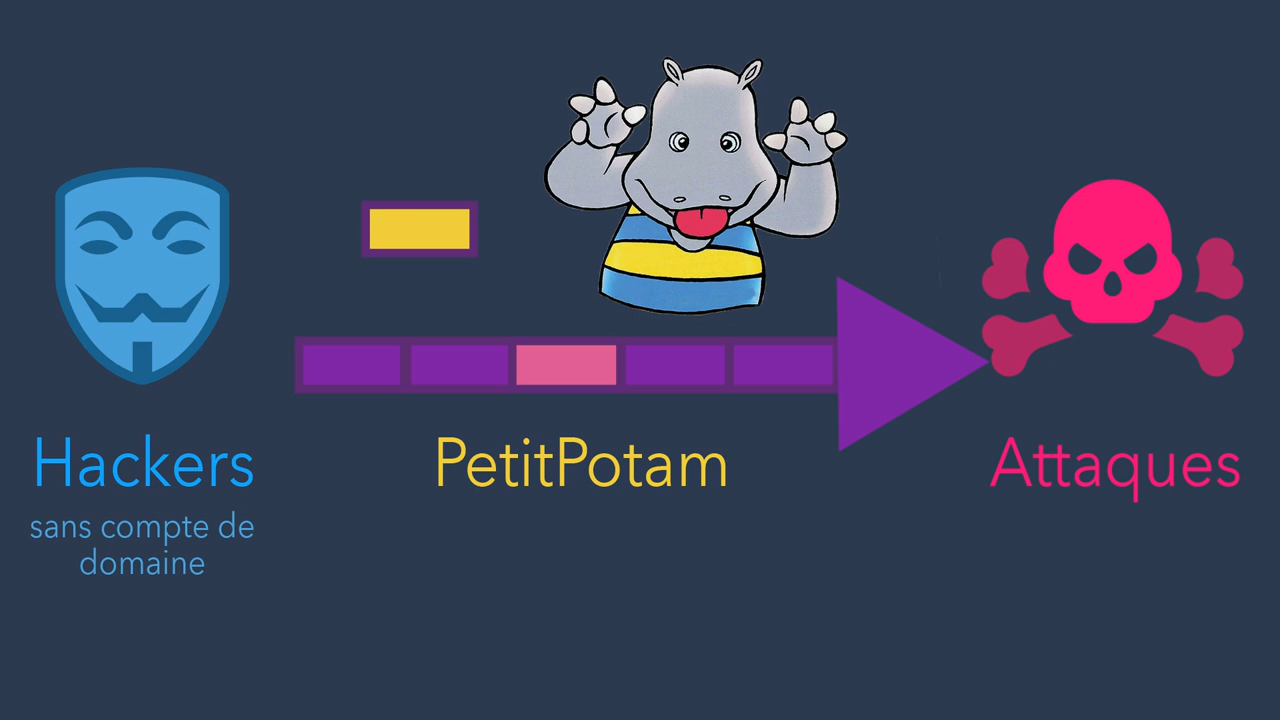 Hackers
sans compte de
domaine
PetitPotam
Attaques